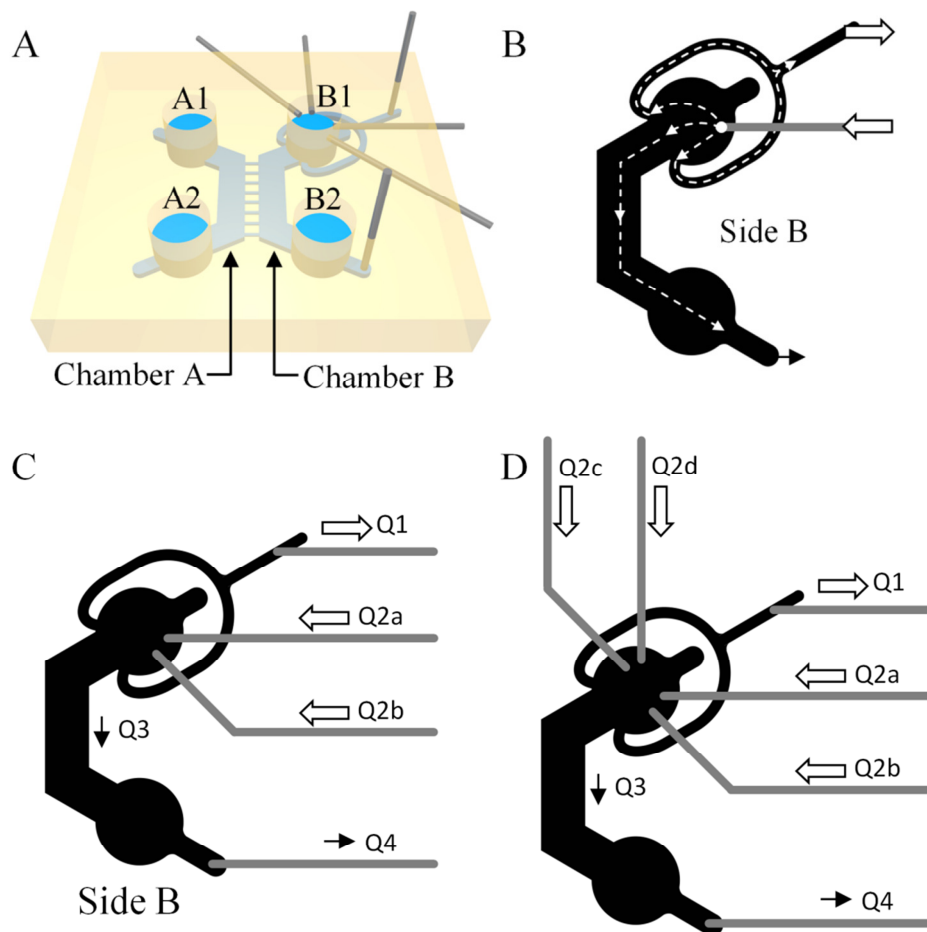 A
A1
B1
A2
B2
Chamber A
Chamber B
B
Side B
C
Q1
Q2a
Q2b
Q3
Q4
Side B
D
Q2c
Q2d
Q1
Q2a
Q2b
Q3
Q4